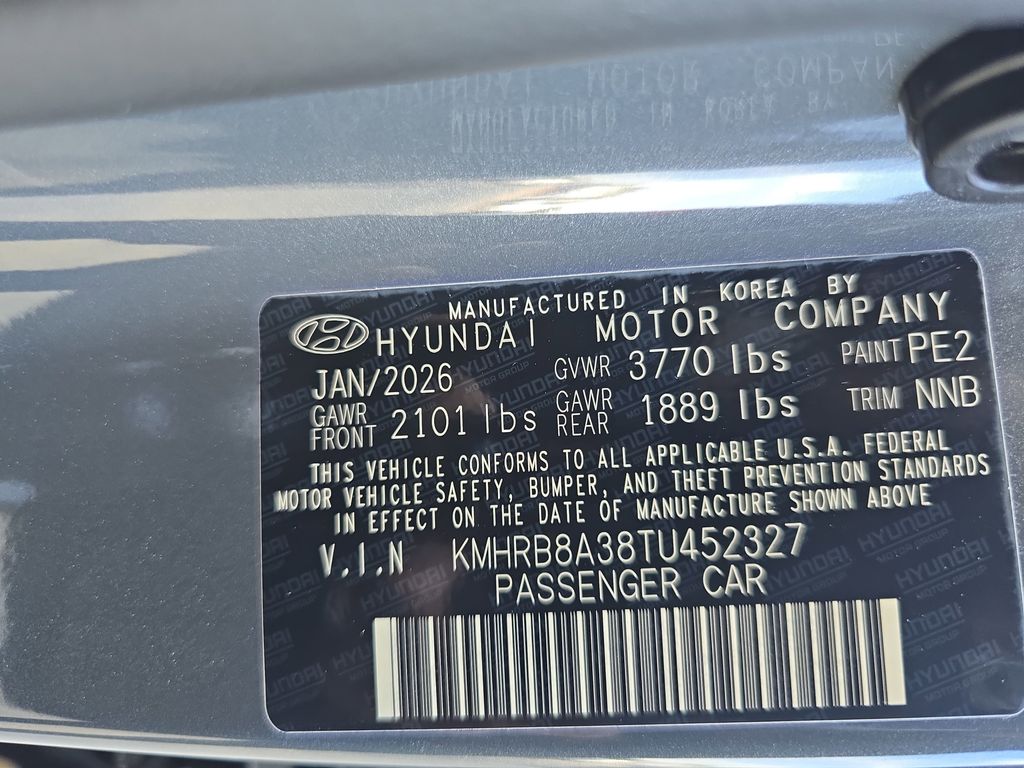 MANUFACTURED IN KOREA BY
HYUNDAI MOTOR COMPANY
JAN/2026 GVWR 3770 lbs PAINT PE2
GAWR FRONT 2101 lbs GAWR REAR 1889 lbs TRIM NNB
THIS VEHICLE CONFORMS TO ALL APPLICABLE U.S.A. FEDERAL
MOTOR VEHICLE SAFETY, BUMPER, AND THEFT PREVENTION STANDARDS
IN EFFECT ON THE DATE OF MANUFACTURE SHOWN ABOVE
V.I.N KMHRB8A38TU452327
PASSENGER CAR